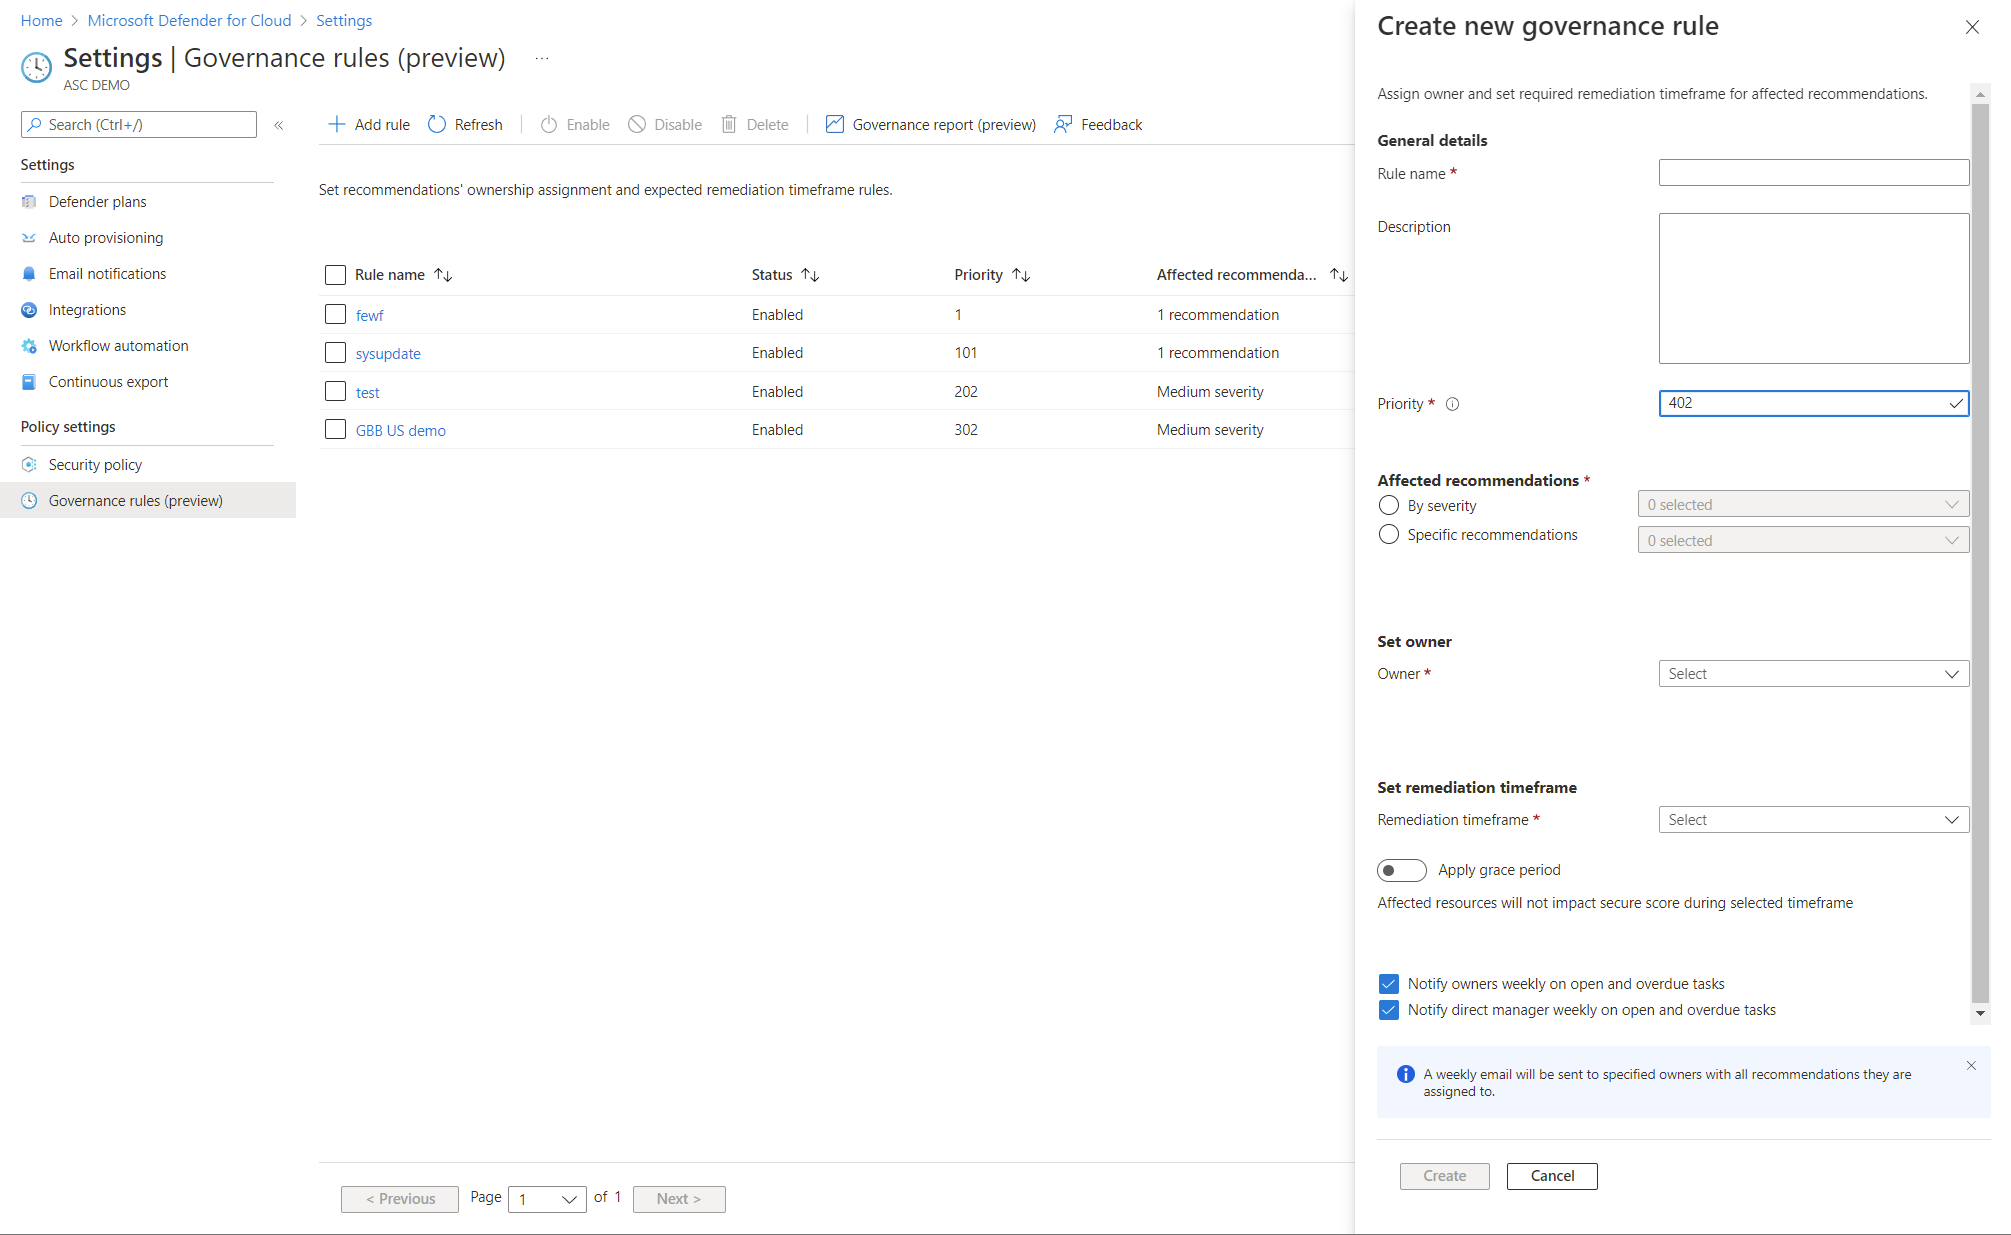 Home > Microsoft Defender for Cloud > Settings
Settings | Governance rules (preview) ...
ASC DEMO
Search (Ctrl+/) «
Settings
Defender plans
Auto provisioning
Email notifications
Integrations
Workflow automation
Continuous export
Policy settings
Security policy
Governance rules (preview)
Add rule Refresh Enable Disable Delete Governance report (preview) Feedback
Set recommendations' ownership assignment and expected remediation timeframe rules.
Rule name Status Priority Affected recommenda...
fewf Enabled 1 1 recommendation
sysupdate Enabled 101 1 recommendation
test Enabled 202 Medium severity
GBB US demo Enabled 302 Medium severity
< Previous Page 1 of 1 Next >
Create new governance rule
Assign owner and set required remediation timeframe for affected recommendations.
General details
Rule name *
Description
Priority * 402
Affected recommendations *
By severity 0 selected
Specific recommendations 0 selected
Set owner
Owner * Select
Set remediation timeframe
Remediation timeframe * Select
Apply grace period
Affected resources will not impact secure score during selected timeframe
Notify owners weekly on open and overdue tasks
Notify direct manager weekly on open and overdue tasks
A weekly email will be sent to specified owners with all recommendations they are
assigned to.
Create Cancel